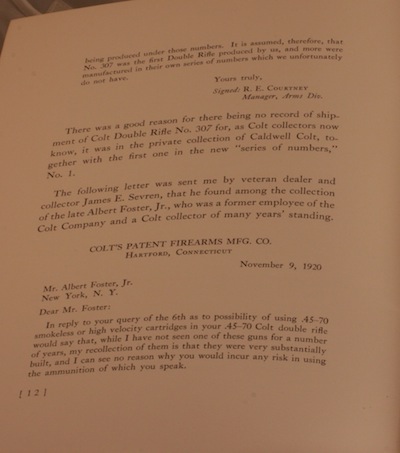 being produced under those numbers. It is assumed, therefore, that
No. 307 was the first Double Rifle produced by us, and more were
manufactured in their own series of numbers which we unfortunately
do not have.
Yours truly,
Signed: R. E. Courtney
Manager, Arms Div.
There was a good reason for there being no record of ship-
ment of Colt Double Rifle No. 307 for, as Colt collectors now
know, it was in the private collection of Caldwell Colt, to-
gether with the first one in the new "series of numbers,"
No. 1.
The following letter was sent me by veteran dealer and
collector James E. Sevren, that he found among the collection
of the late Albert Foster, Jr., who was a former employee of the
Colt Company and a Colt collector of many years' standing.
COLT'S PATENT FIREARMS MFG. CO.
Hartford, Connecticut
November 9, 1920
Mr. Albert Foster, Jr.
New York, N. Y.
Dear Mr. Foster:
In reply to your query of the 6th as to possibility of using .45-70
smokeless or high velocity cartridges in your .45-70 Colt double rifle
would say that, while I have not seen one of these guns for a number
of years, my recollection of them is that they were very substantially
built, and I can see no reason why you would incur any risk in using
the ammunition of which you speak.
[ 12 ]